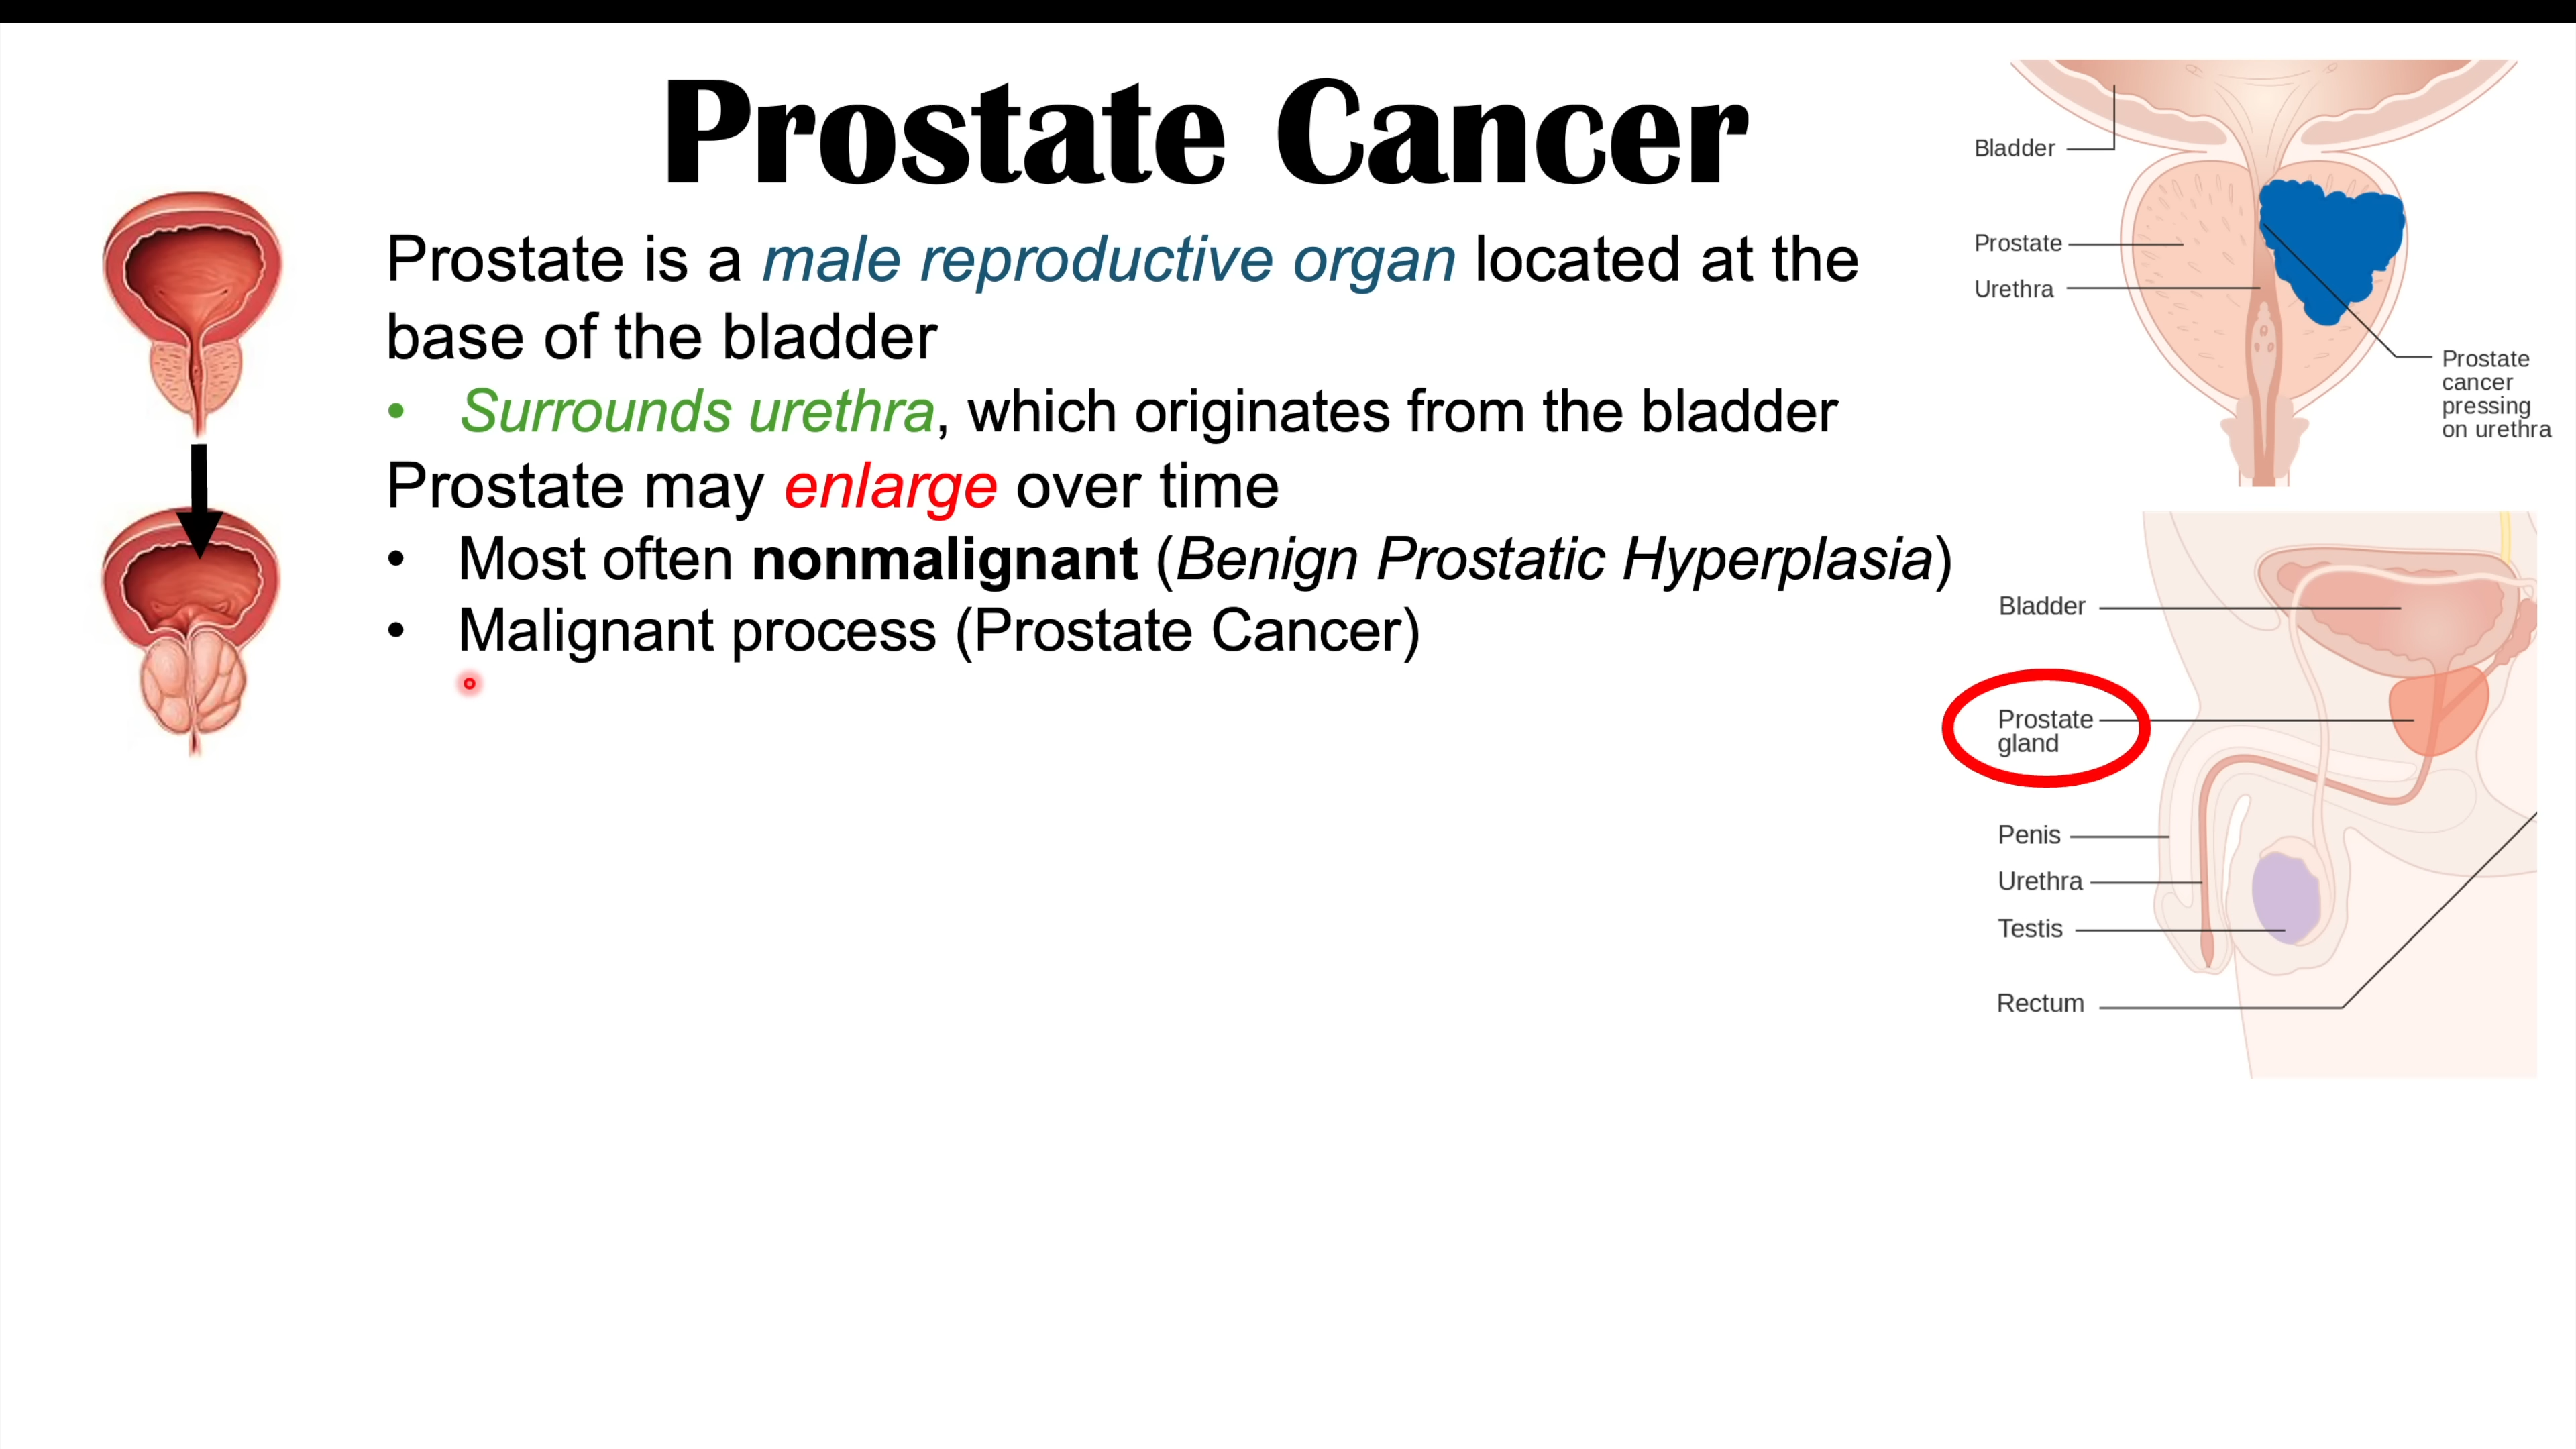 Prostate Cancer
Prostate is a male reproductive organ located at the
base of the bladder
• Surrounds urethra, which originates from the bladder
Prostate may enlarge over time
• Most often nonmalignant (Benign Prostatic Hyperplasia)
• Malignant process (Prostate Cancer)
Bladder
Prostate
Urethra
Prostate
cancer
pressing
on urethra
Bladder
Prostate
gland
Penis
Urethra
Testis
Rectum